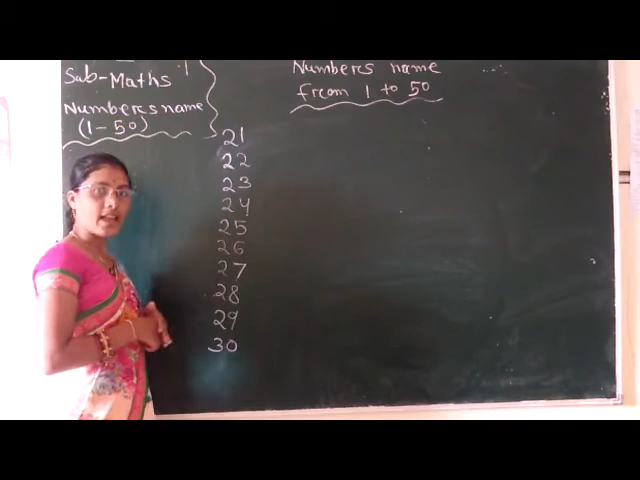 Sub-Maths
Numbers name
(1-50)
Numbers name
from 1 to 50
21
22
23
24
25
26
27
28
29
30